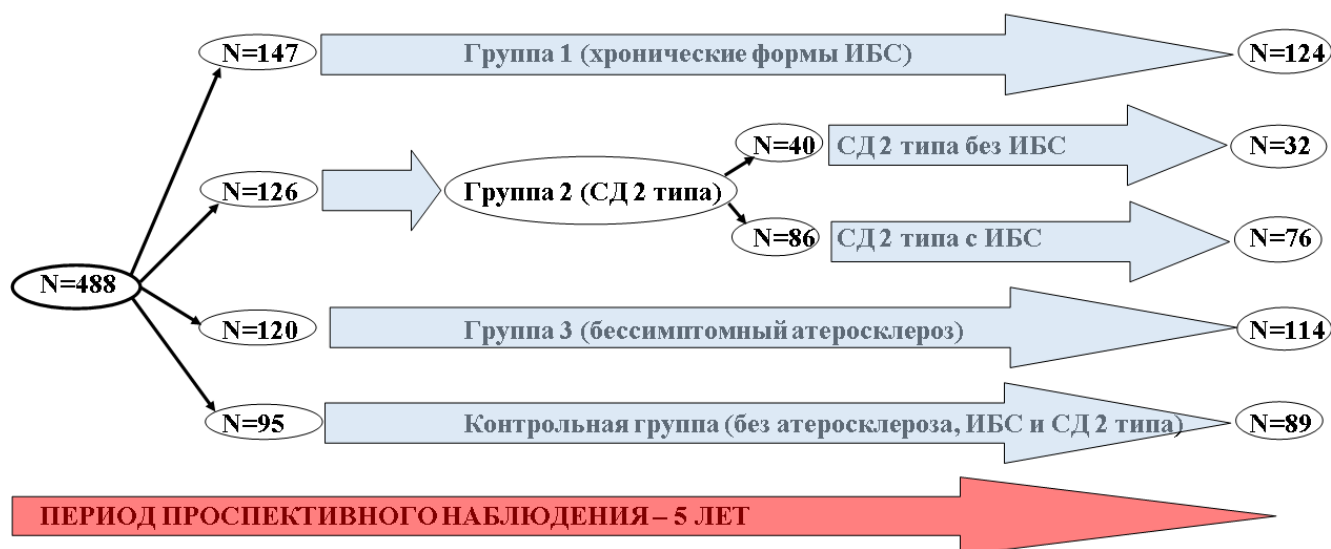 N=147
Группа 1 (хронические формы ИБС)
N=124
N=40
СД 2 типа без ИБС
N=32
N=126
Группа 2 (СД 2 типа)
N=86
СД 2 типа с ИБС
N=76
N=488
N=120
Группа 3 (бессимптомный атеросклероз)
N=114
N=95
Контрольная группа (без атеросклероза, ИБС и СД 2 типа)
N=89
ПЕРИОД ПРОСПЕКТИВНОГО НАБЛЮДЕНИЯ – 5 ЛЕТ